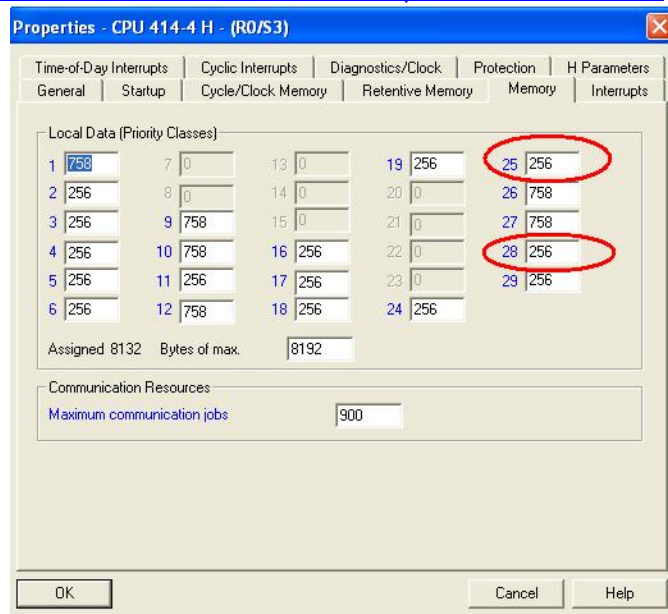 Properties - CPU 414-4 H - (R0/S3)
Time-of-Day Interrupts Cyclic Interrupts Diagnostics/Clock Protection H Parameters
General Startup Cycle/Clock Memory Retentive Memory Memory Interrupts
Local Data (Priority Classes)
1 758 7 0 13 0 19 256 25 256
2 256 8 0 14 0 20 0 26 758
3 256 9 758 15 0 21 0 27 758
4 256 10 758 16 256 22 0 28 256
5 256 11 256 17 256 23 0 29 256
6 256 12 758 18 256 24 256
Assigned 8132 Bytes of max. 8192
Communication Resources
Maximum communication jobs 900
OK Cancel Help